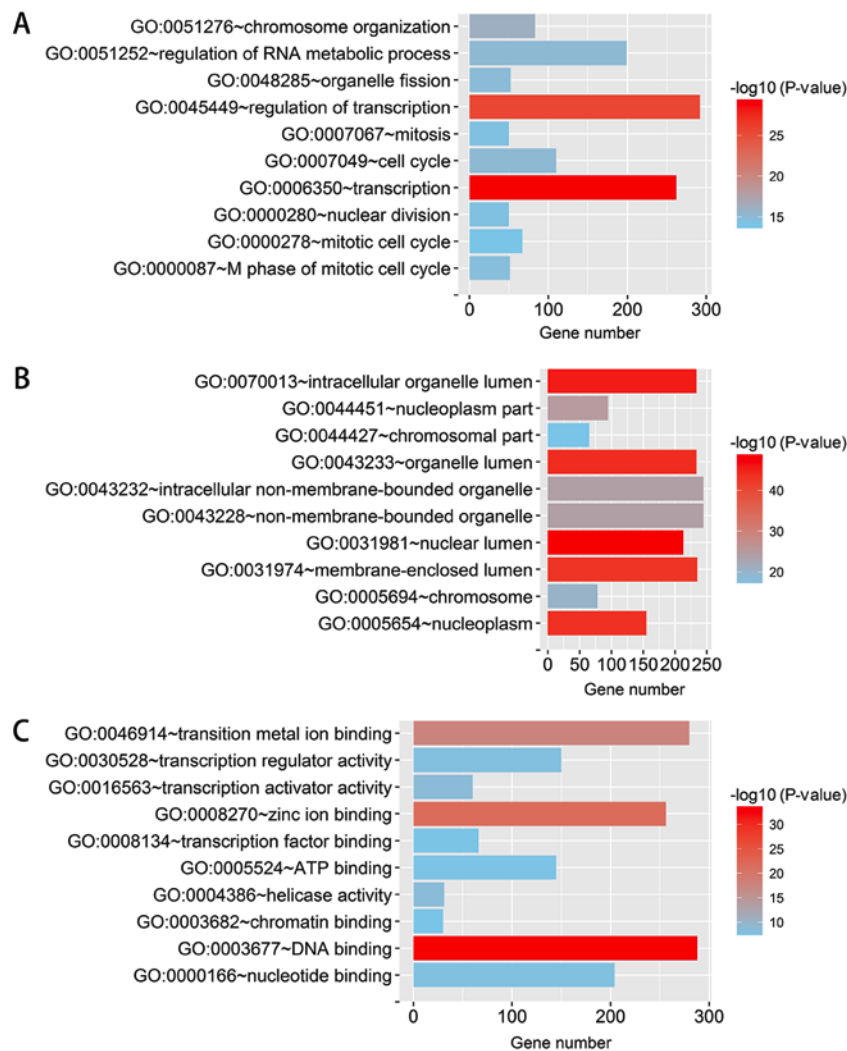 A
GO:0051276~chromosome organization
GO:0051252~regulation of RNA metabolic process
GO:0048285~organelle fission
GO:0045449~regulation of transcription
GO:0007067~mitosis
GO:0007049~cell cycle
GO:0006350~transcription
GO:0000280~nuclear division
GO:0000278~mitotic cell cycle
GO:0000087~M phase of mitotic cell cycle
0 100 200 300
Gene number
-log10 (P-value)
25
20
15
B
GO:0070013~intracellular organelle lumen
GO:0044451~nucleoplasm part
GO:0044427~chromosomal part
GO:0043233~organelle lumen
GO:0043232~intracellular non-membrane-bounded organelle
GO:0043228~non-membrane-bounded organelle
GO:0031981~nuclear lumen
GO:0031974~membrane-enclosed lumen
GO:0005694~chromosome
GO:0005654~nucleoplasm
0 50 100 150 200 250
Gene number
-log10 (P-value)
40
30
20
C
GO:0046914~transition metal ion binding
GO:0030528~transcription regulator activity
GO:0016563~transcription activator activity
GO:0008270~zinc ion binding
GO:0008134~transcription factor binding
GO:0005524~ATP binding
GO:0004386~helicase activity
GO:0003682~chromatin binding
GO:0003677~DNA binding
GO:0000166~nucleotide binding
0 100 200 300
Gene number
-log10 (P-value)
30
25
20
15
10